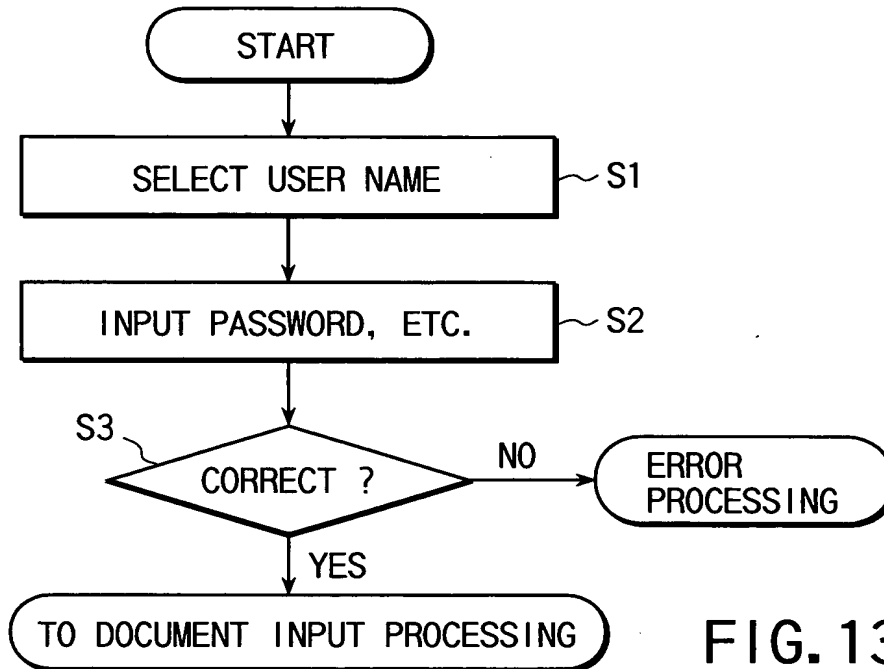 START
SELECT USER NAME
S1
INPUT PASSWORD, ETC.
S2
S3
CORRECT ?
NO
ERROR
PROCESSING
YES
TO DOCUMENT INPUT PROCESSING
FIG. 13